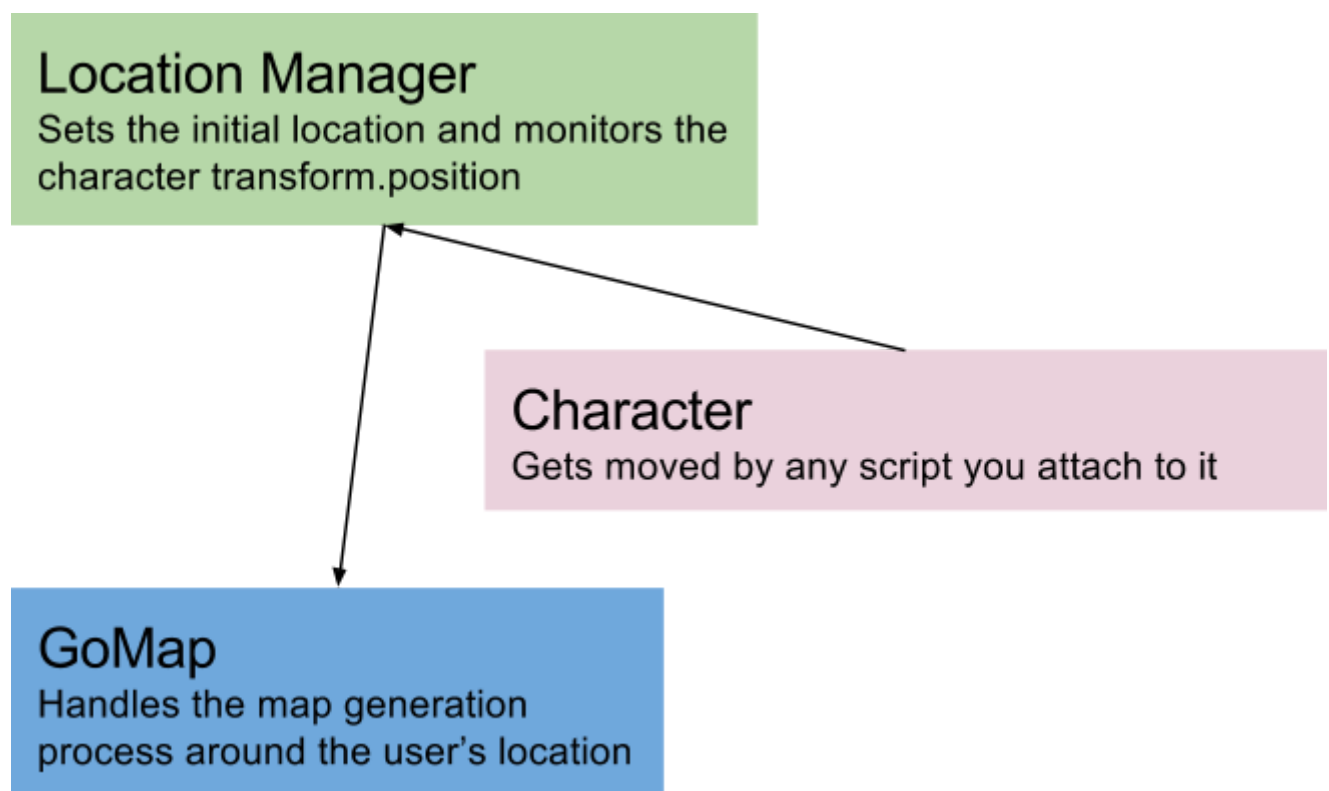 Location Manager
Sets the initial location and monitors the
character transform.position
Character
Gets moved by any script you attach to it
GoMap
Handles the map generation
process around the user’s location